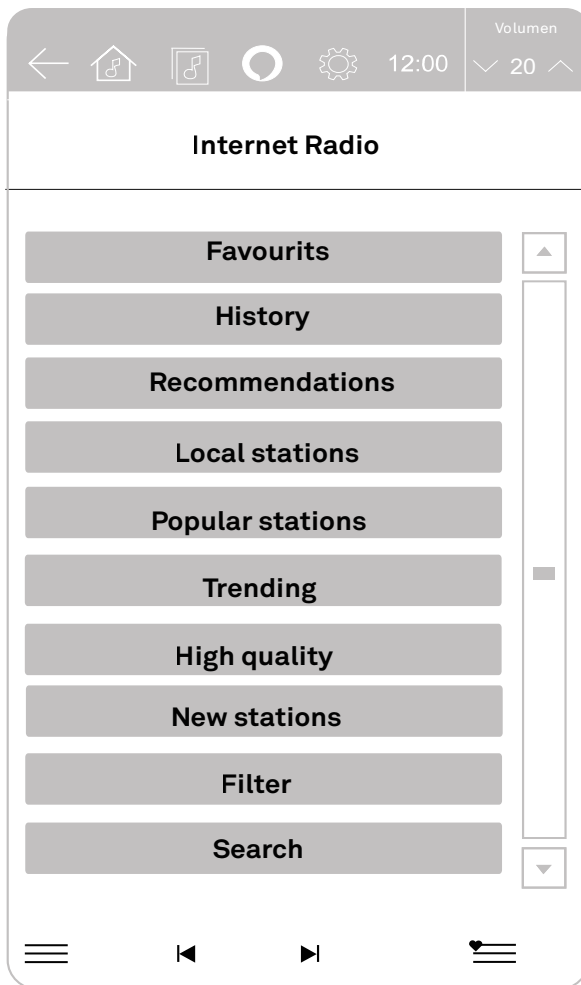 Volumen
12:00
20
Internet Radio
Favourits
History
Recommendations
Local stations
Popular stations
Trending
High quality
New stations
Filter
Search